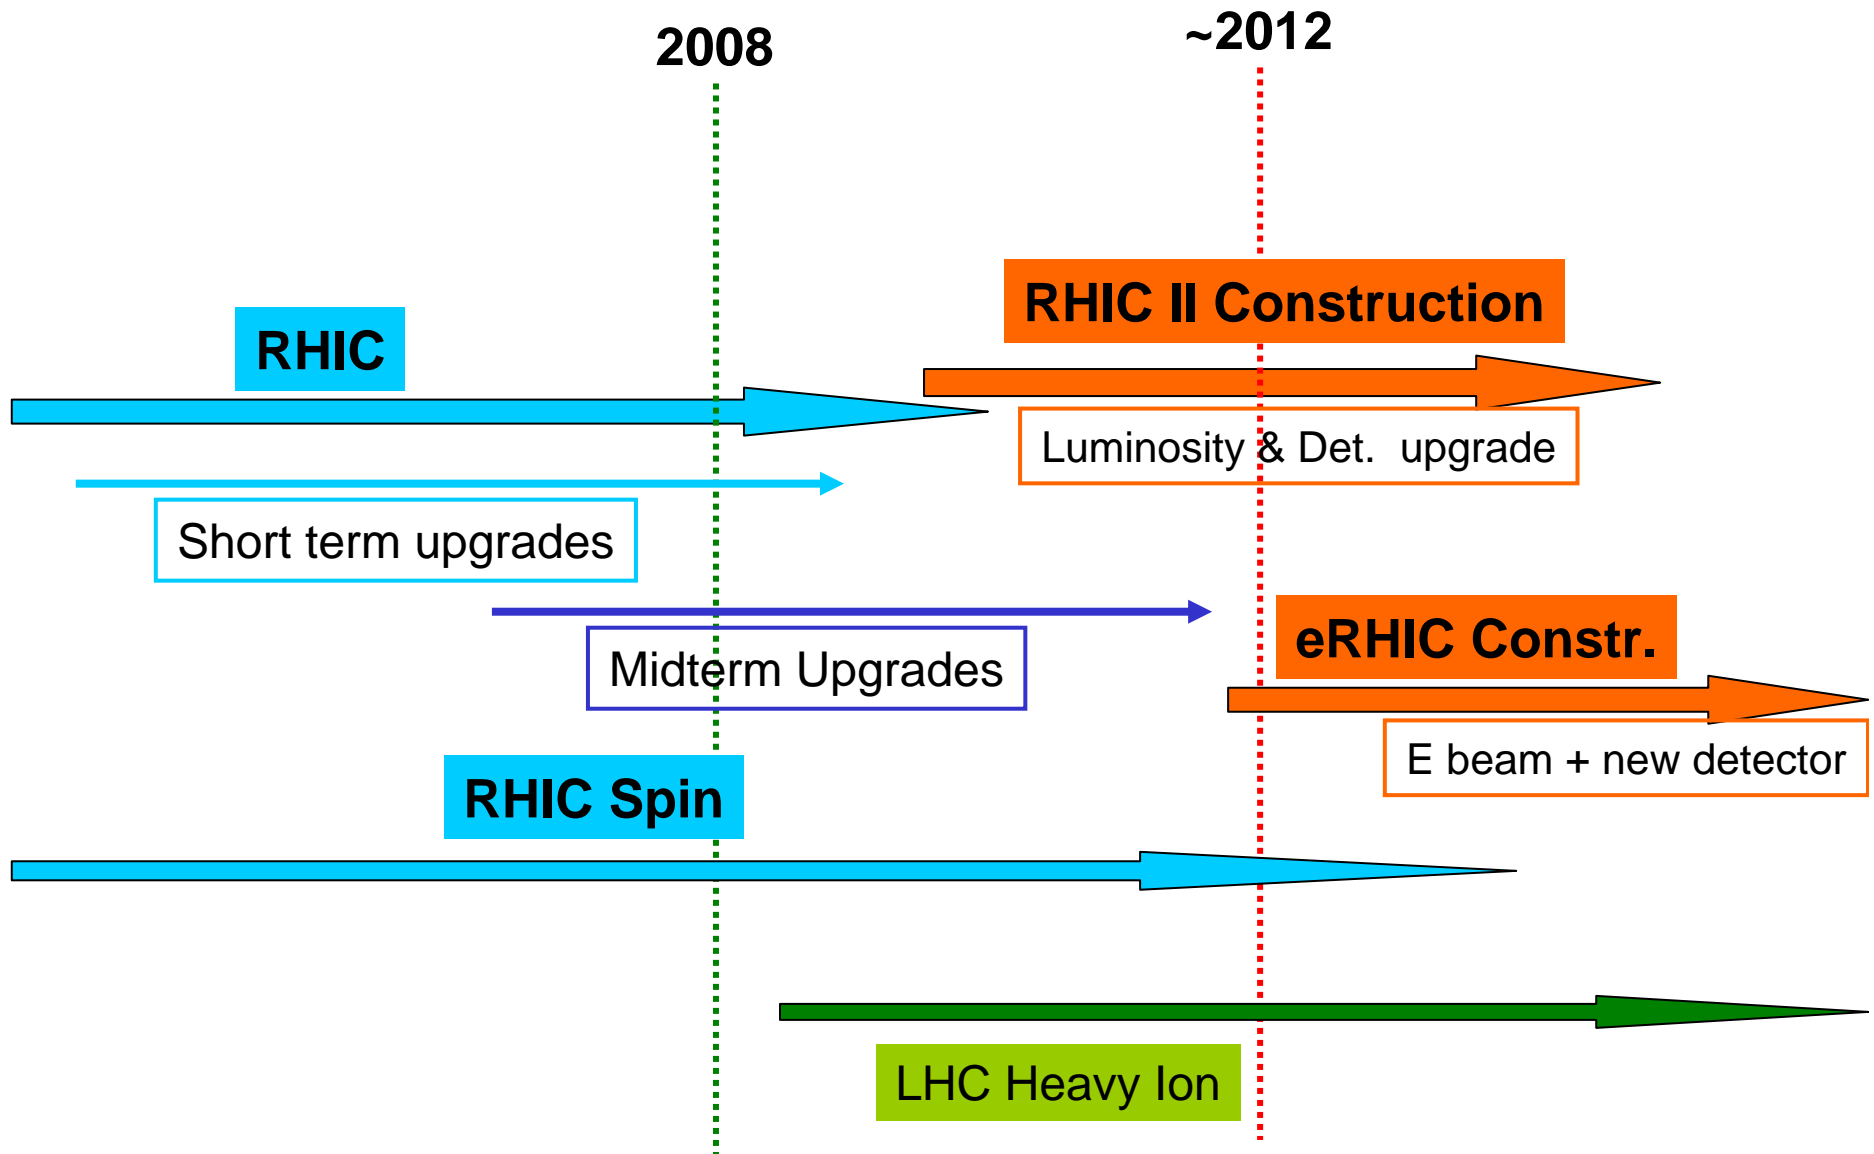 2008
~2012
RHIC II Construction
RHIC
Luminosity & Det. upgrade
Short term upgrades
eRHIC Constr.
Midterm Upgrades
E beam + new detector
RHIC Spin
LHC Heavy Ion